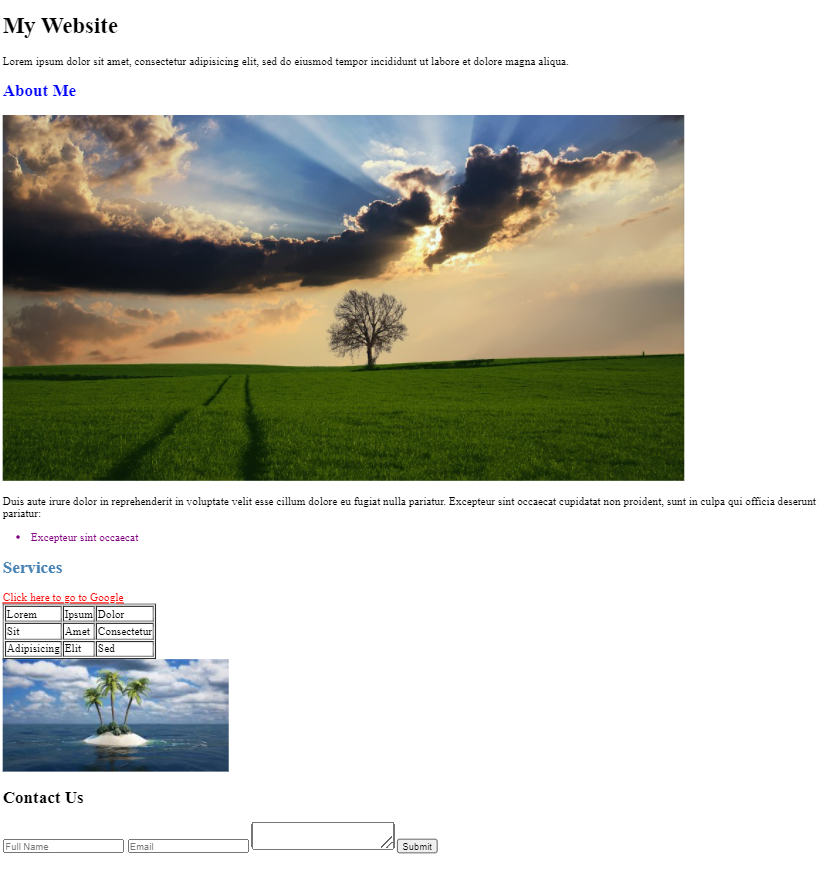 My Website
Lorem ipsum dolor sit amet, consectetur adipisicing elit, sed do eiusmod tempor incididunt ut labore et dolore magna aliqua.
About Me
Duis aute irure dolor in reprehenderit in voluptate velit esse cillum dolore eu fugiat nulla pariatur. Excepteur sint occaecat cupidatat non proident, sunt in culpa qui officia deserunt
pariatur:
• Excepteur sint occaecat
Services
Click here to go to Google
Lorem Ipsum Dolor
Sit Amet Consectetur
Adipisicing Elit Sed
Contact Us
Full Name Email Submit